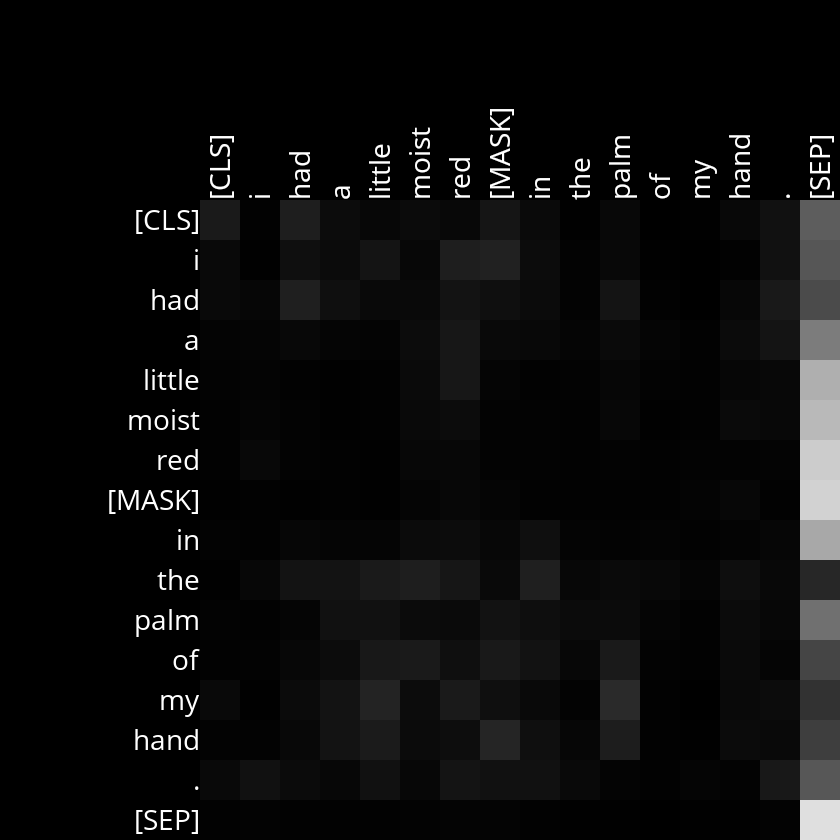 [CLS] i had a little moist red [MASK] in the palm of my hand . [SEP]
[CLS]
i
had
a
little
moist
red
[MASK]
in
the
palm
of
my
hand
.
[SEP]